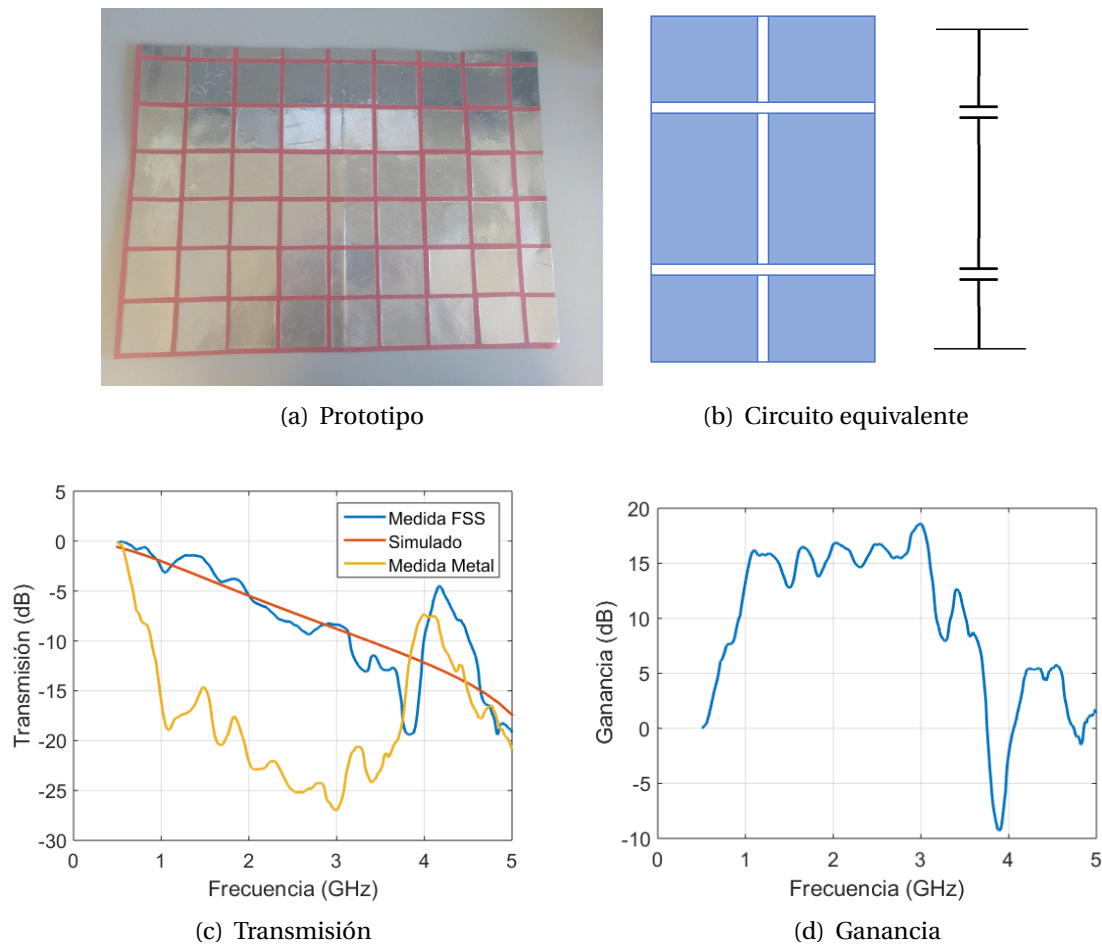 (a) Prototipo
(b) Circuito equivalente
5
0
-5
-10
-15
-20
-25
-30
Transmisión (dB)
Medida FSS
Simulado
Medida Metal
0 1 2 3 4 5
Frecuencia (GHz)
(c) Transmisión
20
15
10
5
0
-5
-10
Ganancia (dB)
0 1 2 3 4 5
Frecuencia (GHz)
(d) Ganancia